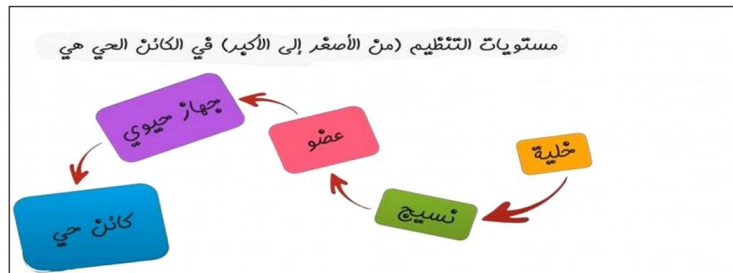 مستويات التنظيم (من الأصغر إلى الأكبر) في الكائن الحي هي
خلية
نسيج
عضو
جهاز حيوي
كائن حي